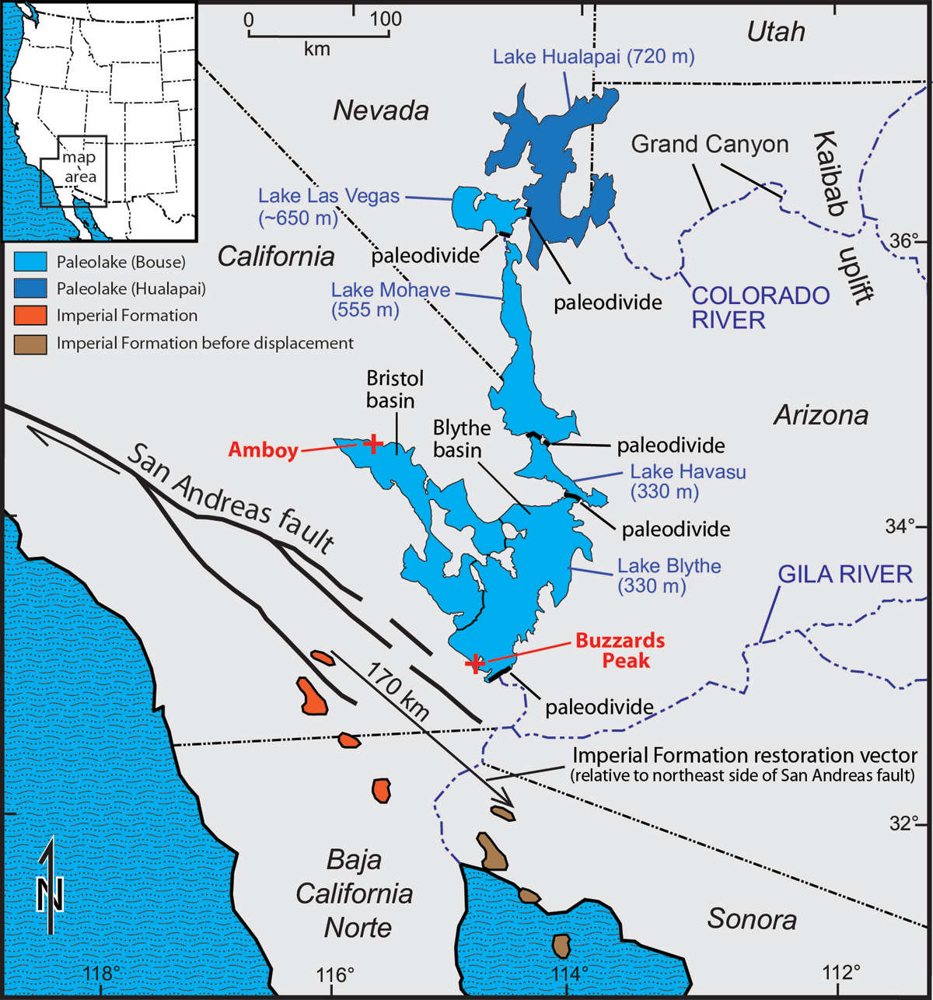 0
100
km
Utah
Lake Hualapai (720 m)
Nevada
map
area
Grand Canyon
Kaibab
uplift
Lake Las Vegas
(~650 m)
36°
California
paleodivide
Paleolake (Bouse)
Paleolake (Hualapai)
Imperial Formation
Imperial Formation before displacement
Lake Mohave
(555 m)
paleodivide
COLORADO
RIVER
Bristol
basin
Blythe
basin
Arizona
Amboy
paleodivide
Lake Havasu
(330 m)
San Andreas fault
paleodivide
34°
Lake Blythe
(330 m)
GILA RIVER
Buzzards
Peak
170 km
paleodivide
Imperial Formation restoration vector
(relative to northeast side of San Andreas fault)
32°
Baja
California
Norte
N
Sonora
118°
116°
114°
112°